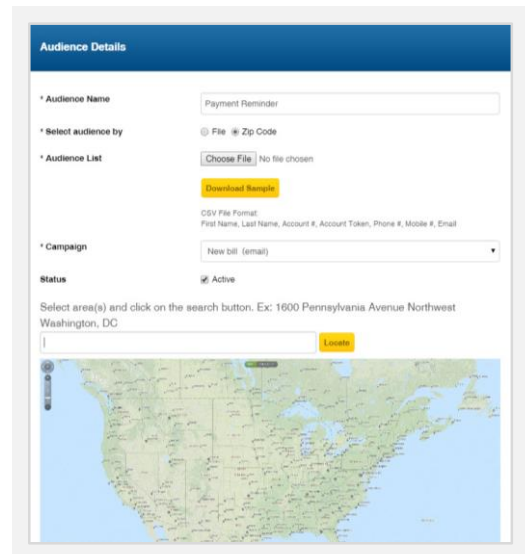 Audience Details
* Audience Name
Payment Reminder
* Select audience by
File Zip Code
* Audience List
Choose File No file chosen
Download Sample
CSV File Format:
First Name, Last Name, Account #, Account Token, Phone #, Mobile #, Email
* Campaign
New bill (email)
Status
Active
Select area(s) and click on the search button. Ex: 1600 Pennsylvania Avenue Northwest
Washington, DC
Locate